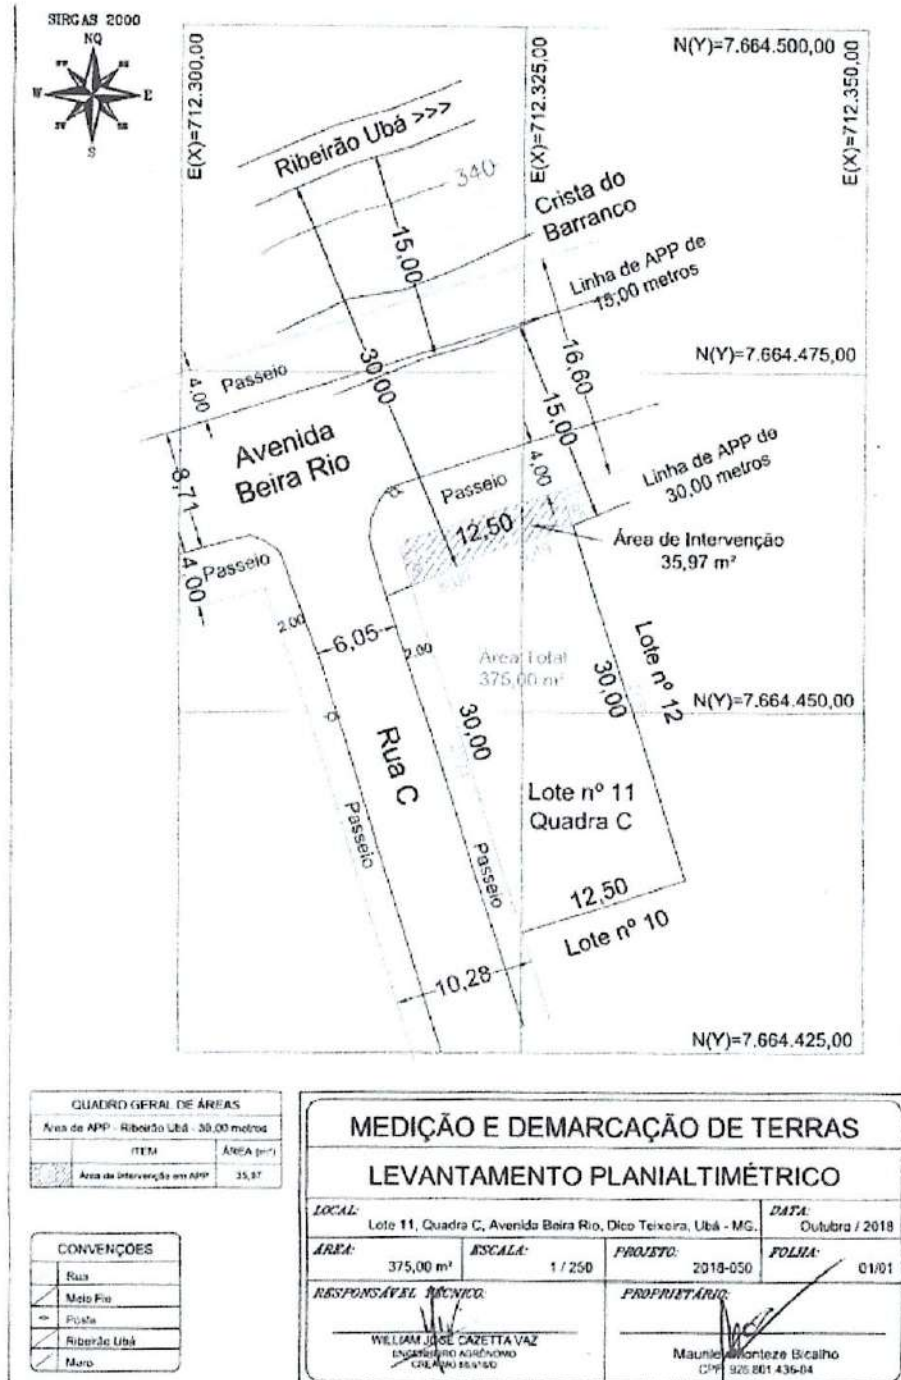 SIRGAS 2000
NQ
W
E
S
E(X)=712.300,00
E(X)=712.325,00
N(Y)=7.664.500,00
E(X)=712.350,00
Ribeirão Ubá >>>
340
Crista do
Barranco
15,00
Linha de APP de
15,00 metros
30,00
16,60
N(Y)=7.664.475,00
4,00
Passeio
15,00
Avenida
Beira Rio
8,71
4,00
Passeio
Linha de APP de
30,00 metros
12,50
Área de Intervenção
35,97 m²
4,00
Passeio
2.00
6,05
2.00
Área Total
375,00 m²
Lote nº 12
30,00
30,00
N(Y)=7.664.450,00
Rua C
Lote nº 11
Quadra C
Passeio
Passeio
12,50
Lote nº 10
10,28
N(Y)=7.664.425,00
QUADRO GERAL DE ÁREAS
Área de APP - Ribeirão Ubá - 30,00 metros
ITEM
ÁREA (m²)
Área de Intervenção em APP
35,97
CONVENÇÕES
Rua
Meio Fio
Poste
Ribeirão Ubá
Muro
MEDIÇÃO E DEMARCAÇÃO DE TERRAS
LEVANTAMENTO PLANIALTIMÉTRICO
LOCAL:
Lote 11, Quadra C, Avenida Beira Rio, Dico Teixeira, Ubá - MG.
DATA:
Outubro / 2018
ÁREA:
375,00 m²
ESCALA:
1 / 250
PROJETO:
2018-050
FOLHA:
01/01
RESPONSÁVEL TÉCNICO:
WILLIAM JOSÉ CAZETTA VAZ
ENGENHEIRO AGRÔNOMO
PROPRIETÁRIO:
Bicalho
CPF: 926.801.436-04